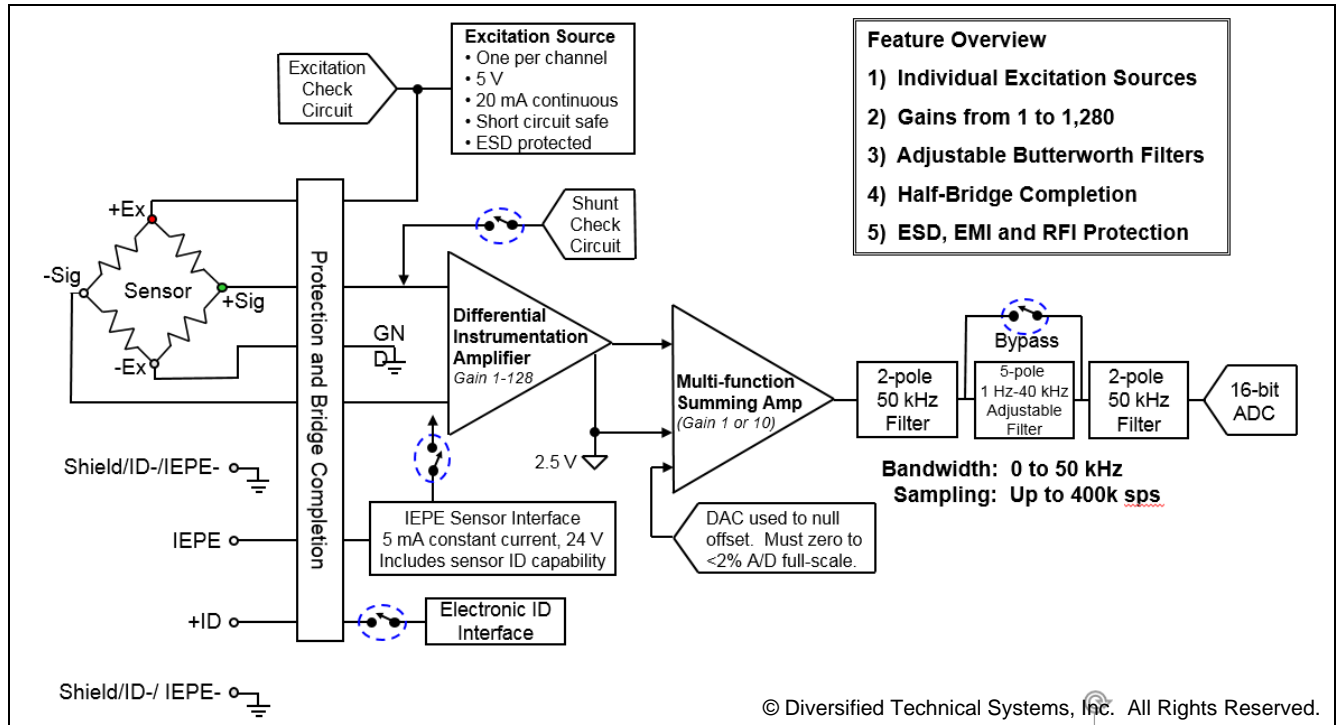 Excitation
Check
Circuit
Excitation Source
• One per channel
• 5 V
• 20 mA continuous
• Short circuit safe
• ESD protected
Feature Overview
1) Individual Excitation Sources
2) Gains from 1 to 1,280
3) Adjustable Butterworth Filters
4) Half-Bridge Completion
5) ESD, EMI and RFI Protection
+Ex
-Sig
Sensor
+Sig
-Ex
Protection and Bridge Completion
Shunt
Check
Circuit
GN
D
Differential
Instrumentation
Amplifier
Gain 1-128
2.5 V
Multi-function
Summing Amp
(Gain 1 or 10)
2-pole
50 kHz
Filter
Bypass
5-pole
1 Hz-40 kHz
Adjustable
Filter
2-pole
50 kHz
Filter
16-bit
ADC
Bandwidth: 0 to 50 kHz
Sampling: Up to 400k sps
Shield/ID-/IEPE-
IEPE
IEPE Sensor Interface
5 mA constant current, 24 V
Includes sensor ID capability
DAC used to null
offset. Must zero to
<2% A/D full-scale.
+ID
Electronic ID
Interface
Shield/ID-/ IEPE-
© Diversified Technical Systems, Inc. All Rights Reserved.